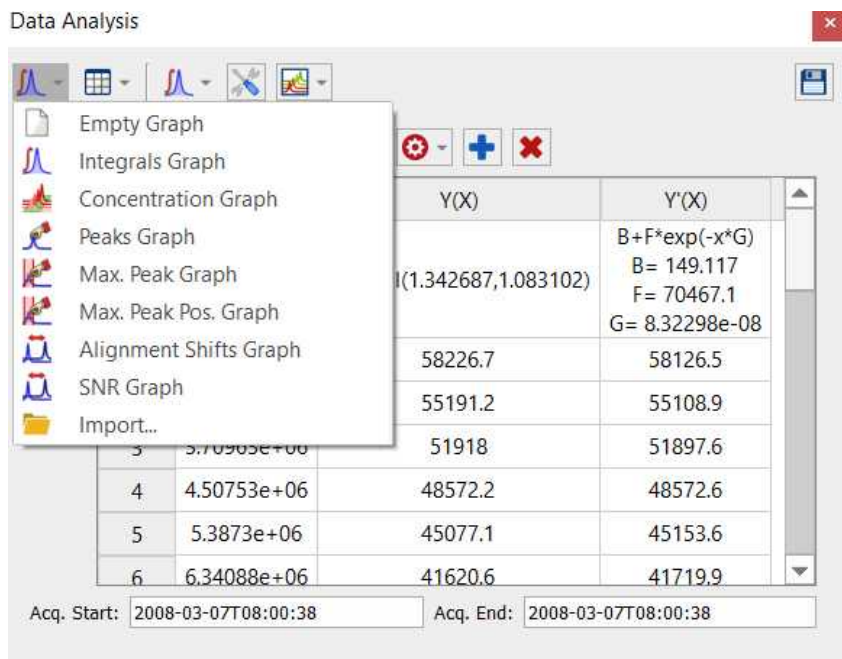 Data Analysis
Empty Graph
Integrals Graph
Concentration Graph
Peaks Graph
Max. Peak Graph
Max. Peak Pos. Graph
Alignment Shifts Graph
SNR Graph
Import...
Y(X) Y'(X)
I(1.342687,1.083102)
B+F*exp(-x*G)
B= 149.117
F= 70467.1
G= 8.32298e-08
58226.7 58126.5
55191.2 55108.9
51918 51897.6
4 4.50753e+06 48572.2 48572.6
5 5.3873e+06 45077.1 45153.6
6 6.34088e+06 41620.6 41719.9
Acq. Start: 2008-03-07T08:00:38 Acq. End: 2008-03-07T08:00:38